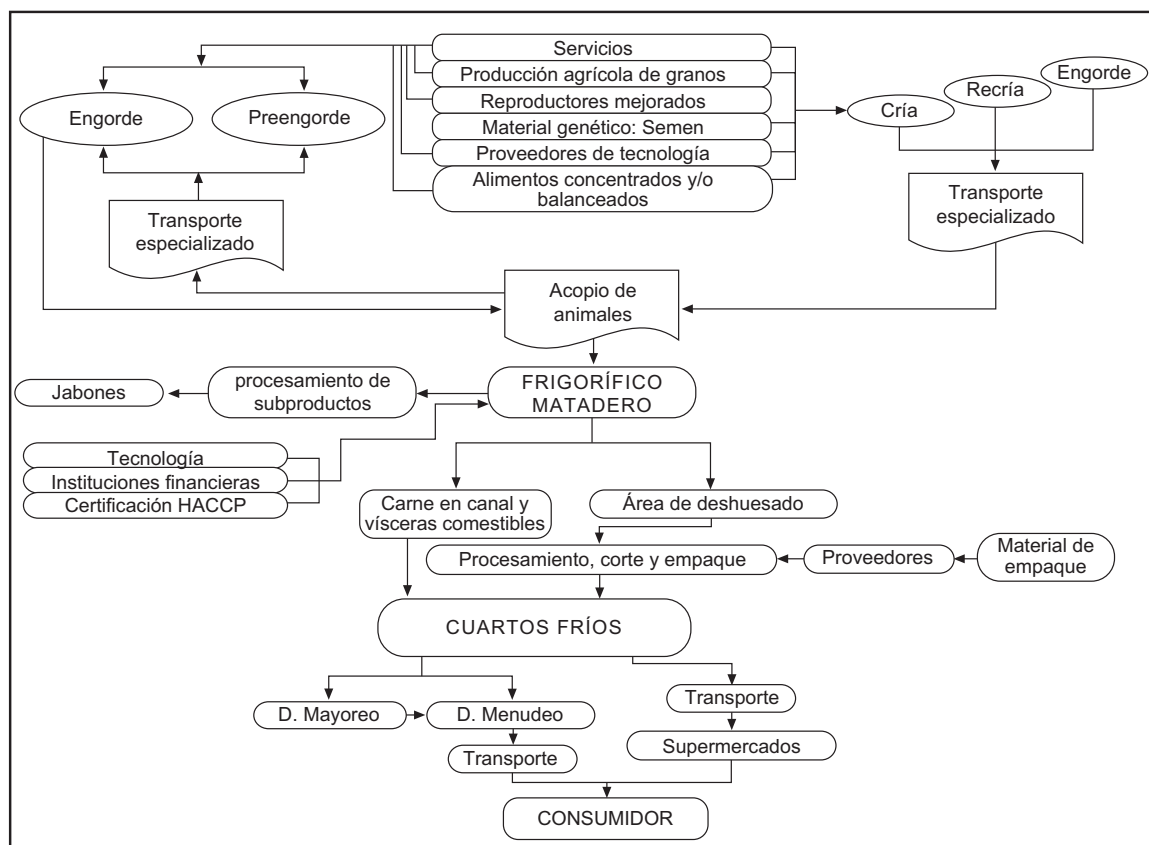 Servicios
Producción agrícola de granos
Reproductores mejorados
Material genético: Semen
Proveedores de tecnología
Alimentos concentrados y/o
balanceados
Engorde
Preengorde
Cría
Recría
Engorde
Transporte
especializado
Transporte
especializado
Acopio de
animales
Jabones
procesamiento de
subproductos
FRIGORÍFICO
MATADERO
Tecnología
Instituciones financieras
Certificación HACCP
Carne en canal y
vísceras comestibles
Área de deshuesado
Procesamiento, corte y empaque
Proveedores
Material de
empaque
CUARTOS FRÍOS
D. Mayoreo
D. Menudeo
Transporte
Transporte
Supermercados
CONSUMIDOR